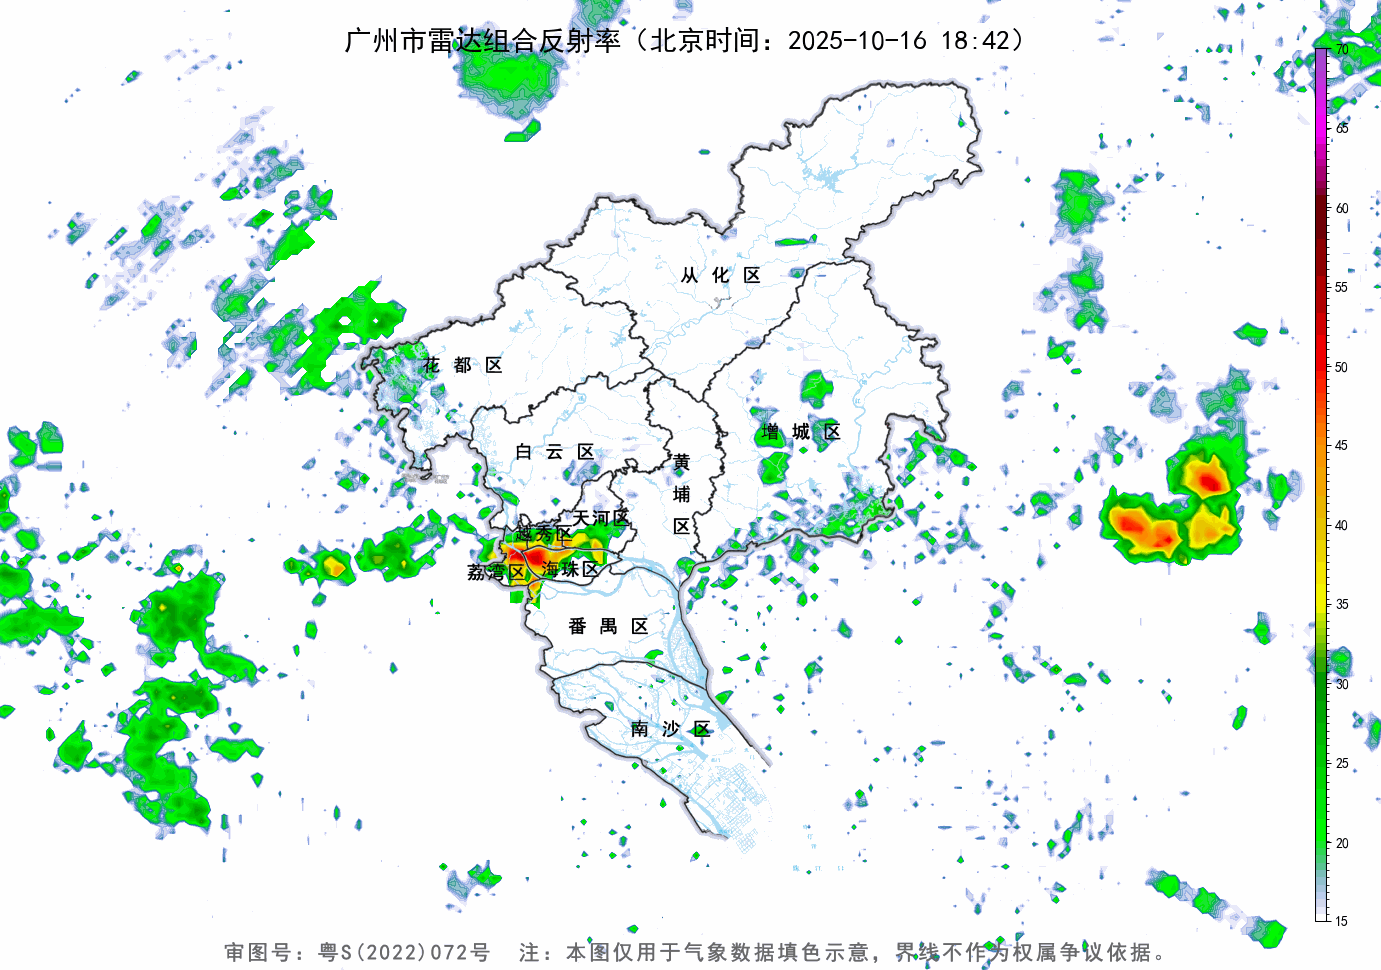 广州市雷达组合反射率（北京时间：2025-10-16 18:42）
70
65
60
55
50
45
40
35
30
25
20
15
从化区
花都区
增城区
白云区
黄埔区
天河区
越秀区
荔湾区
海珠区
番禺区
南沙区
审图号：粤S(2022)072号 注：本图仅用于气象数据填色示意，界线不作为权属争议依据。